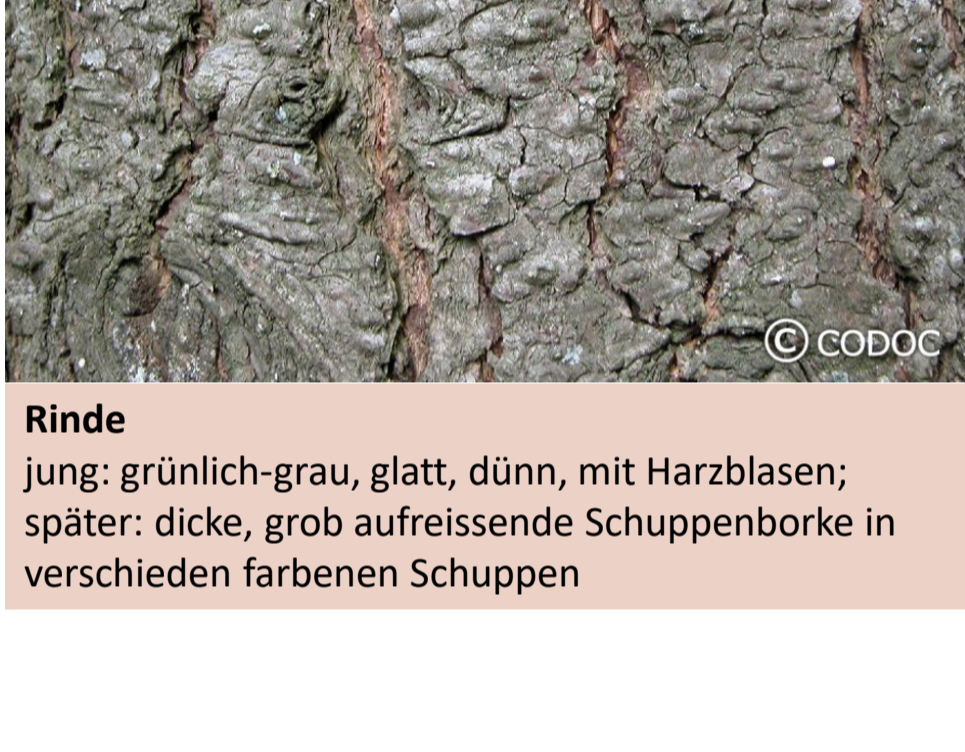 © CODOC
Rinde
jung: grünlich-grau, glatt, dünn, mit Harzblasen;
später: dicke, grob aufreissende Schuppenborke in
verschieden farbenen Schuppen